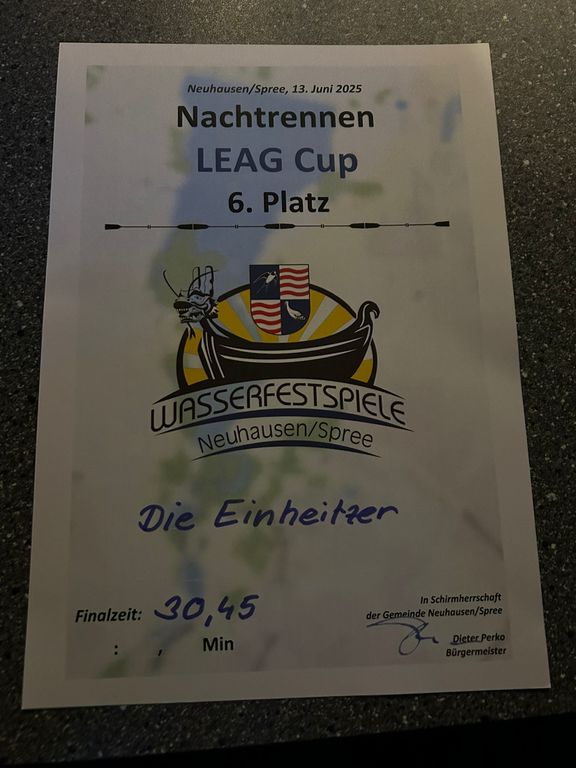 Neuhausen/Spree, 13. Juni 2025
Nachtrennen
LEAG Cup
6. Platz
WASSERFESTSPIELE
Neuhausen/Spree
Die Einheitzer
Finalzeit: 30,45
: , Min
In Schirmherrschaft
der Gemeinde Neuhausen/Spree
Dieter Perko
Bürgermeister